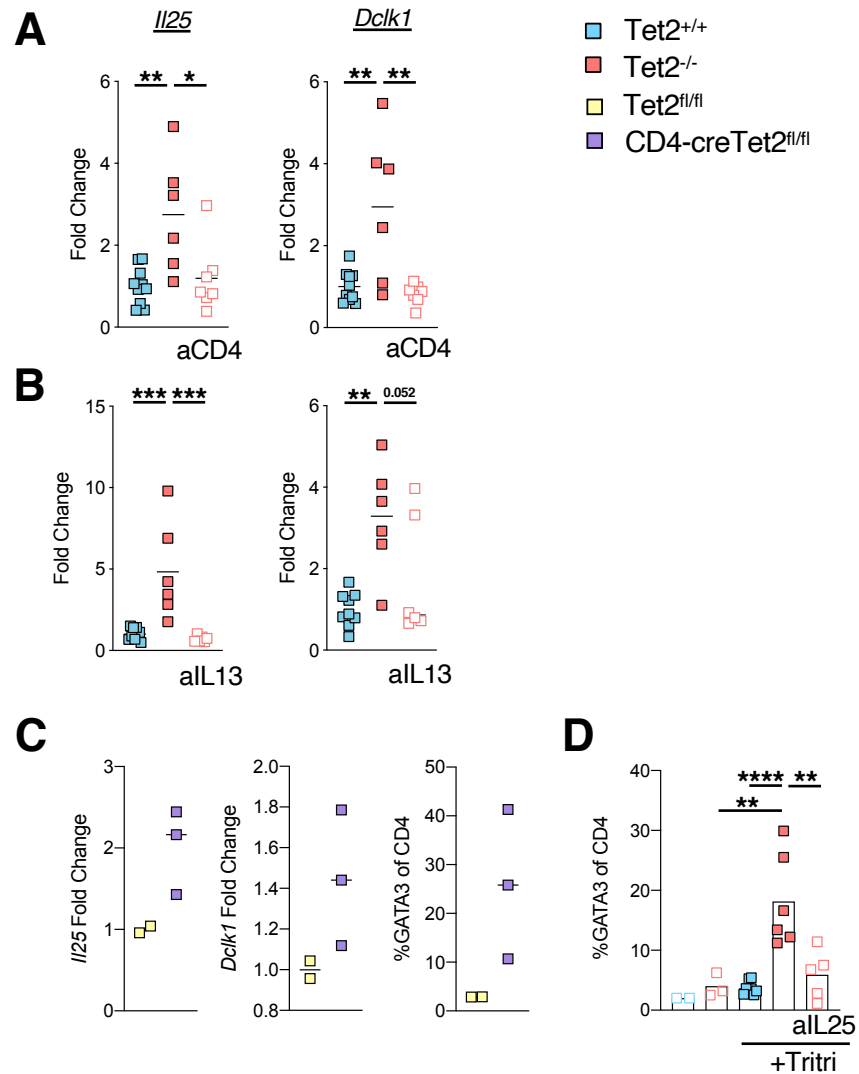 A
Il25
Dclk1
Tet2+/+
Tet2-/-
Tet2fl/fl
CD4-creTet2fl/fl
** *
** **
Fold Change
6
4
2
0
aCD4
Fold Change
6
4
2
0
aCD4
B
*** ***
** 0.052
Fold Change
15
10
5
0
aIL13
Fold Change
6
4
2
0
aIL13
C
Il25 Fold Change
3
2
1
0
Dclk1 Fold Change
2.0
1.8
1.6
1.4
1.2
1.0
0.8
%GATA3 of CD4
50
40
30
20
10
0
D
%GATA3 of CD4
40
30
20
10
0
**** **
**
aIL25
+Tritri